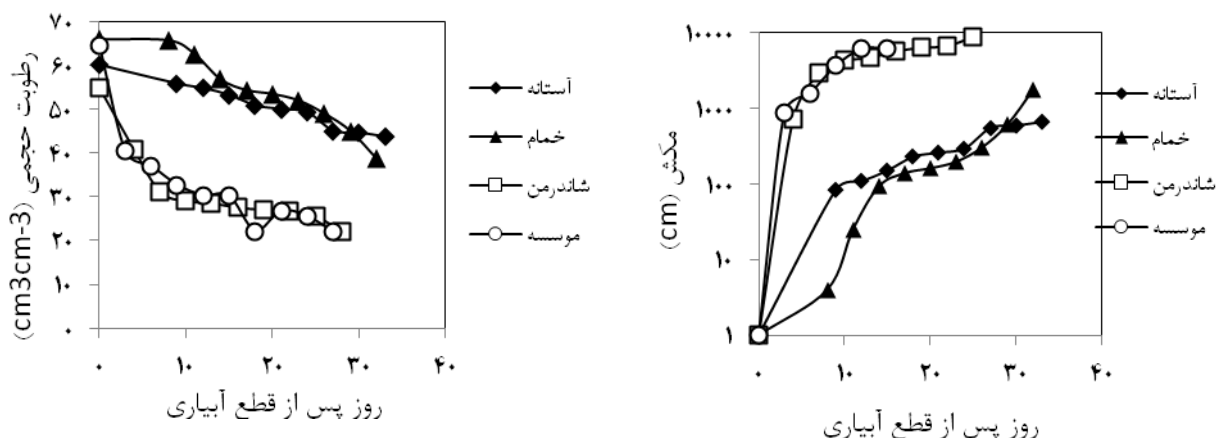 رطوبت حجمی (cm3cm-3)
۷۰
۶۰
۵۰
۴۰
۳۰
۲۰
۱۰
۰
۰
۱۰
۲۰
۳۰
۴۰
روز پس از قطع آبیاری
آستانه
خمام
شاندرمن
موسسه
مکش (cm)
۱۰۰۰۰
۱۰۰۰
۱۰۰
۱۰
۱
۰
۱۰
۲۰
۳۰
۴۰
روز پس از قطع آبیاری
آستانه
خمام
شاندرمن
موسسه